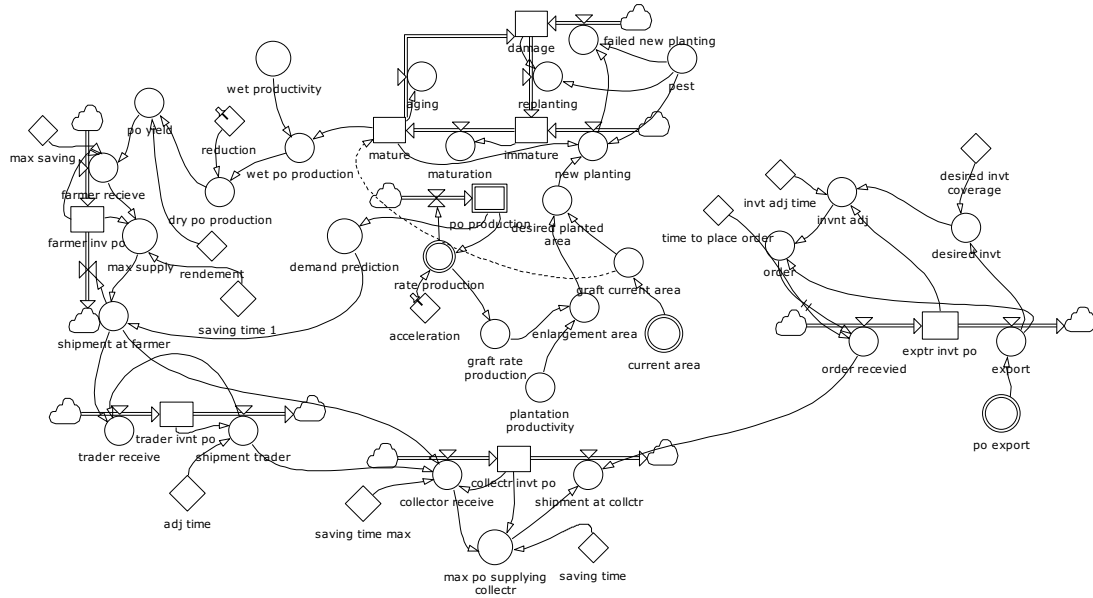 damage
failed new planting
wet productivity
aging
replanting
pest
po yield
max saving
reduction
mature
immature
wet po production
maturation
new planting
farmer recieve
dry po production
desired invt
coverage
invt adj time
invnt adj
farmer inv po
po production
desired planted
area
time to place order
max supply
rendement
demand prediction
order
desired invt
rate production
graft current area
saving time 1
acceleration
enlargement area
shipment at farmer
graft rate
production
current area
order recevied
exptr invt po
export
plantation
productivity
trader ivnt po
trader receive
shipment trader
po export
collectr invt po
collector receive
shipment at collctr
adj time
saving time max
max po supplying
collectr
saving time